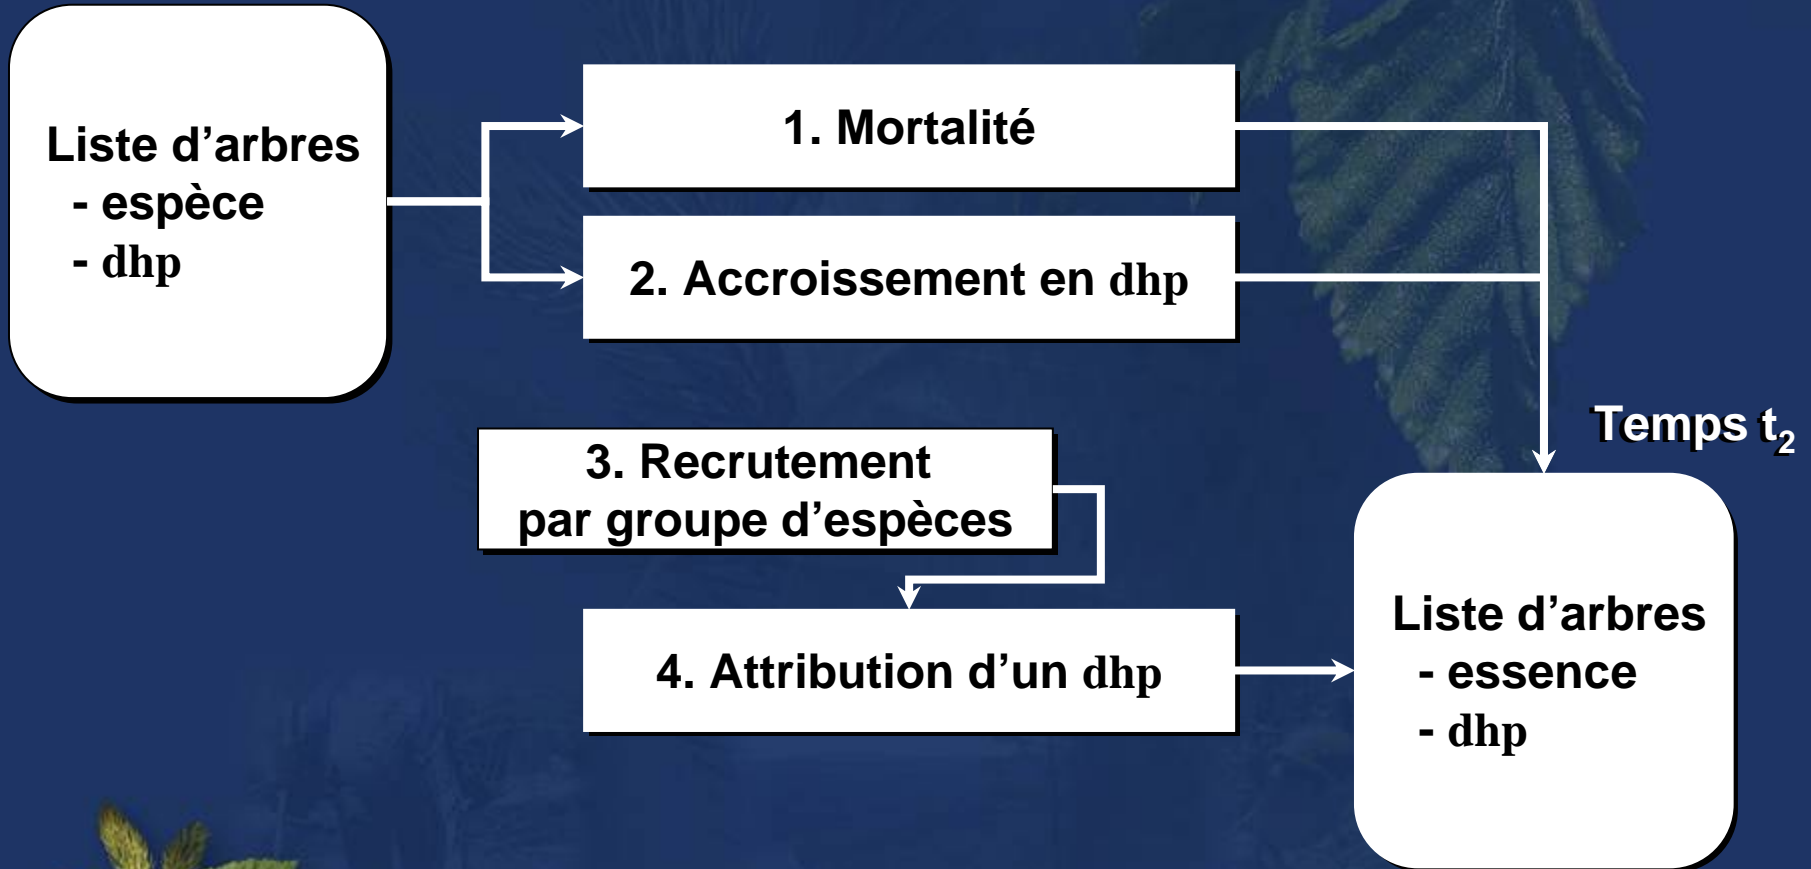 Liste d’arbres
- espèce
- dhp
1. Mortalité
2. Accroissement en dhp
3. Recrutement
par groupe d’espèces
4. Attribution d’un dhp
Temps t₂
Liste d’arbres
- essence
- dhp